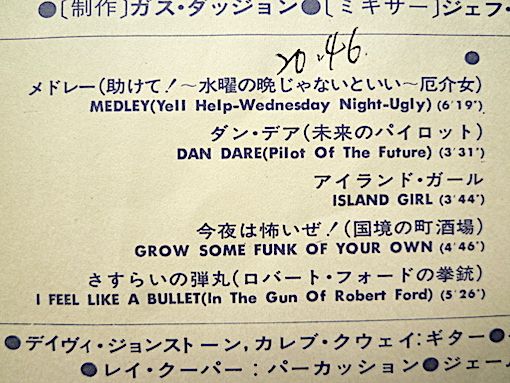 ●〔制作〕ガス・ダッジョン●〔ミキサー〕ジェフ・
20:46
●
メドレー(助けて!～水曜の晩じゃないといい～厄介女)
MEDLEY(Yell Help-Wednesday Night-Ugly) (6'19")
ダン・デア(未来のパイロット)
DAN DARE(Pilot Of The Future) (3'31")
アイランド・ガール
ISLAND GIRL (3'44")
今夜は怖いぜ!(国境の町酒場)
GROW SOME FUNK OF YOUR OWN (4'46")
さすらいの弾丸(ロバート・フォードの拳銃)
I FEEL LIKE A BULLET(In The Gun Of Robert Ford) (5'26")
●デイヴィ・ジョンストーン,カレブ・クウェイ:ギター●
●レイ・クーパー:パーカッション●ジェー